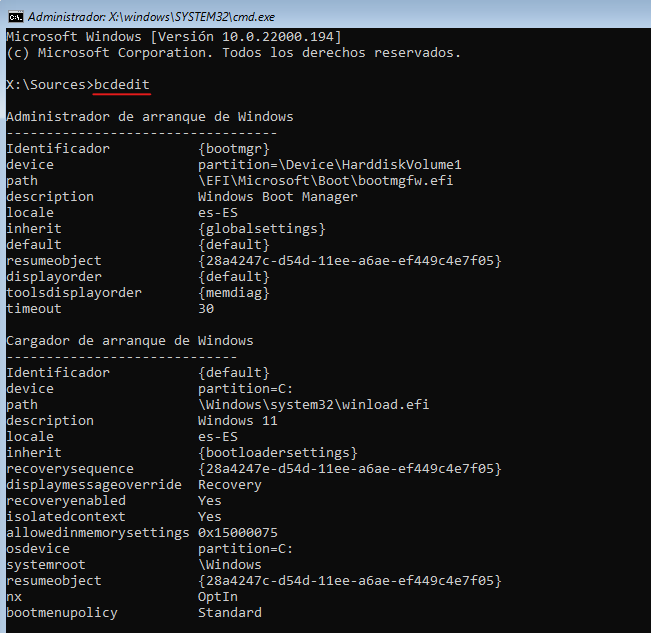 Administrador: X:\windows\SYSTEM32\cmd.exe
Microsoft Windows [Versión 10.0.22000.194]
(c) Microsoft Corporation. Todos los derechos reservados.
X:\Sources>bcdedit
Administrador de arranque de Windows
----------------------------------
Identificador           {bootmgr}
device                  partition=\Device\HarddiskVolume1
path                    \EFI\Microsoft\Boot\bootmgfw.efi
description             Windows Boot Manager
locale                  es-ES
inherit                 {globalsettings}
default                 {default}
resumeobject            {28a4247c-d54d-11ee-a6ae-ef449c4e7f05}
displayorder            {default}
toolsdisplayorder       {memdiag}
timeout                 30
Cargador de arranque de Windows
-----------------------------
Identificador           {default}
device                  partition=C:
path                    \Windows\system32\winload.efi
description             Windows 11
locale                  es-ES
inherit                 {bootloadersettings}
recoverysequence        {28a4247e-d54d-11ee-a6ae-ef449c4e7f05}
displaymessageoverride  Recovery
recoveryenabled         Yes
isolatedcontext         Yes
allowedinmemorysettings 0x15000075
osdevice                partition=C:
systemroot              \Windows
resumeobject            {28a4247c-d54d-11ee-a6ae-ef449c4e7f05}
nx                      OptIn
bootmenupolicy          Standard